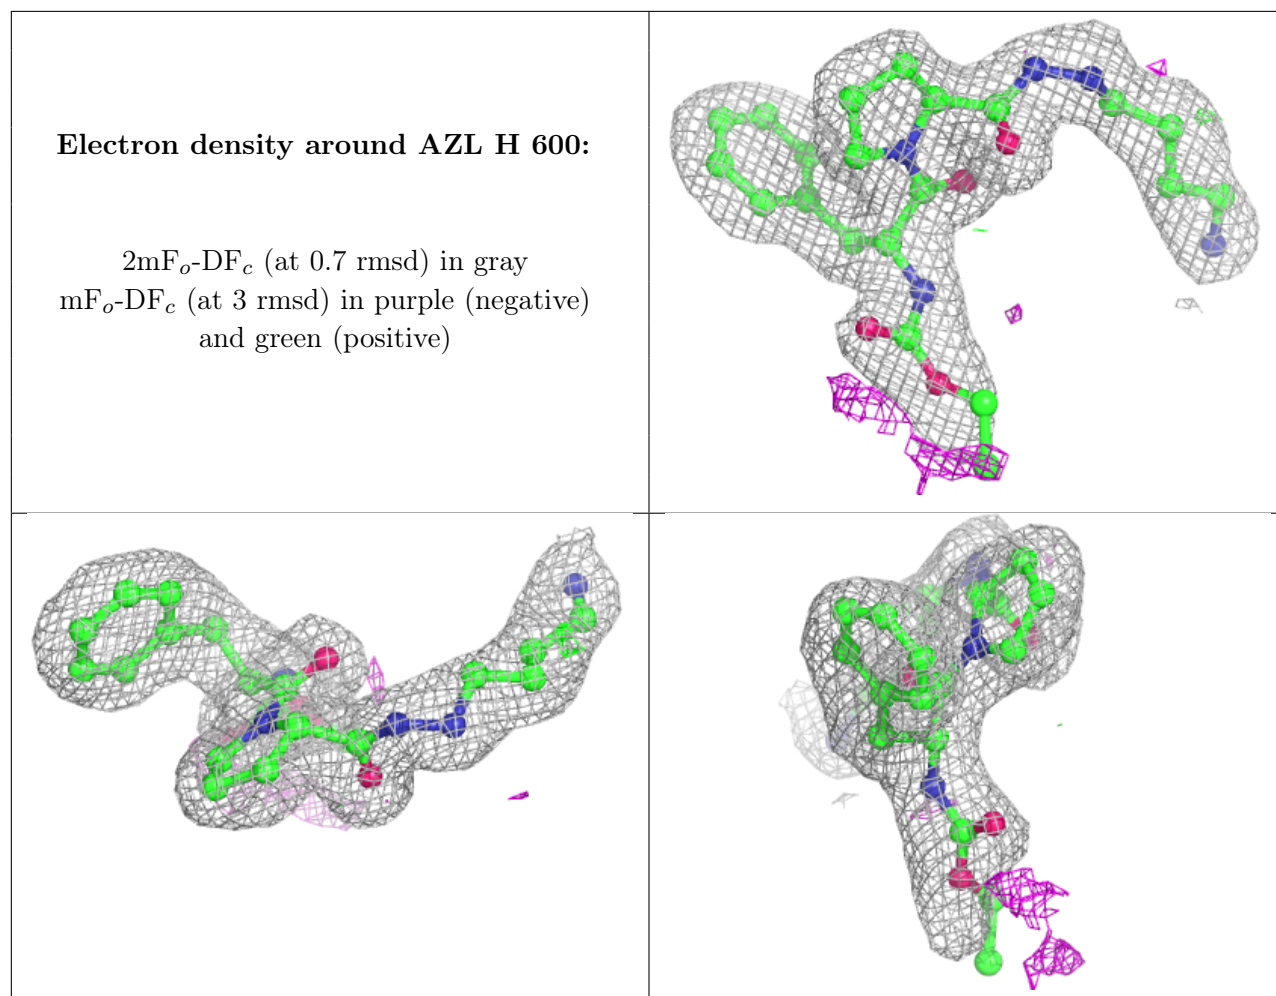 Electron density around AZL H 600:
2mFo-DFc (at 0.7 rmsd) in gray
mFo-DFc (at 3 rmsd) in purple (negative)
and green (positive)